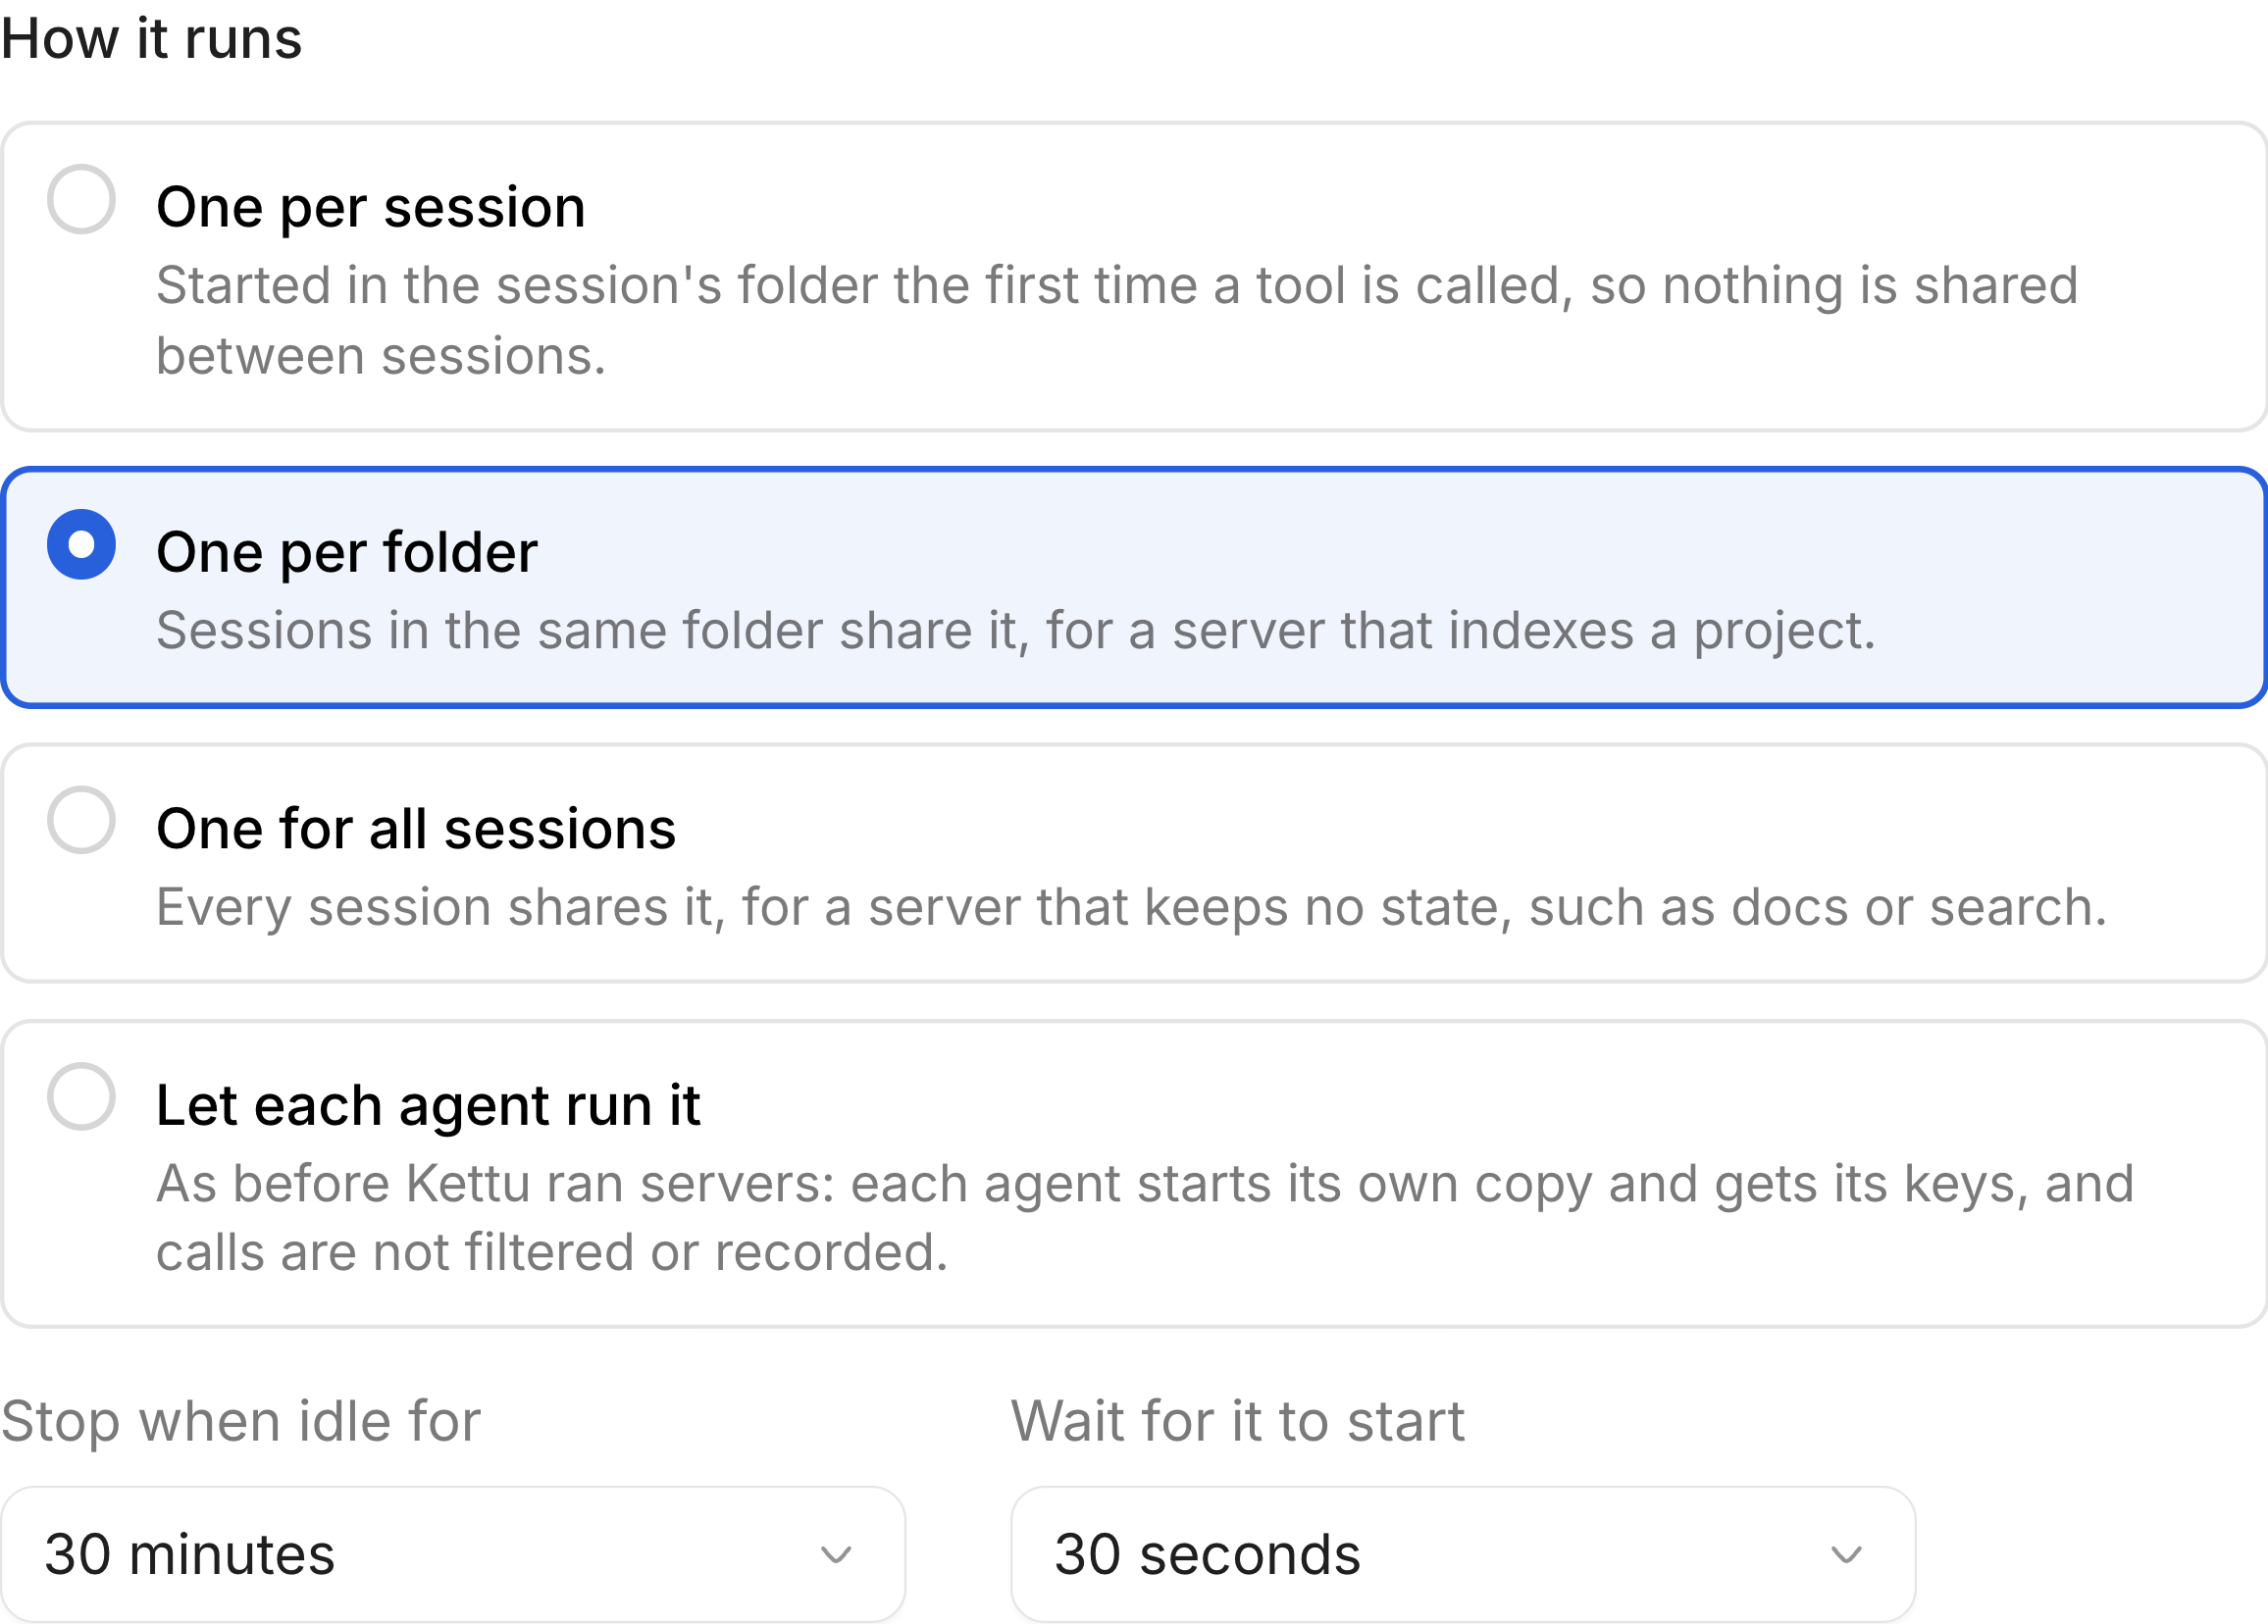 How it runs
One per session
Started in the session's folder the first time a tool is called, so nothing is shared
between sessions.
One per folder
Sessions in the same folder share it, for a server that indexes a project.
One for all sessions
Every session shares it, for a server that keeps no state, such as docs or search.
Let each agent run it
As before Kettu ran servers: each agent starts its own copy and gets its keys, and
calls are not filtered or recorded.
Stop when idle for
Wait for it to start
30 minutes
30 seconds